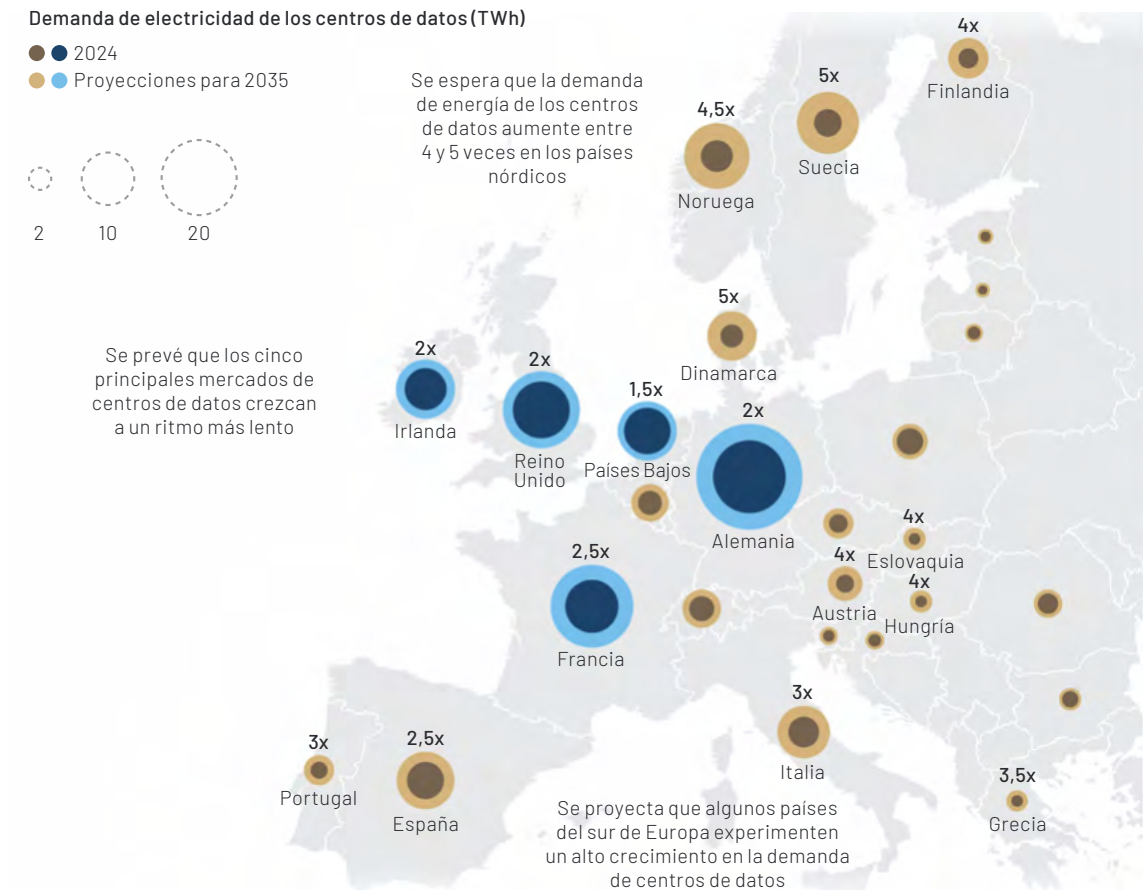 Demanda de electricidad de los centros de datos (TWh)
2024
Proyecciones para 2035
2
10
20
Se espera que la demanda
de energía de los centros
de datos aumente entre
4 y 5 veces en los países
nórdicos
4x
Finlandia
5x
Suecia
4,5x
Noruega
5x
Dinamarca
Se prevé que los cinco
principales mercados de
centros de datos crezcan
a un ritmo más lento
2x
Irlanda
2x
Reino
Unido
1,5x
Países Bajos
2x
Alemania
2,5x
Francia
4x
Eslovaquia
4x
Austria
4x
Hungría
3x
Portugal
2,5x
España
3x
Italia
3,5x
Grecia
Se proyecta que algunos países
del sur de Europa experimenten
un alto crecimiento en la demanda
de centros de datos